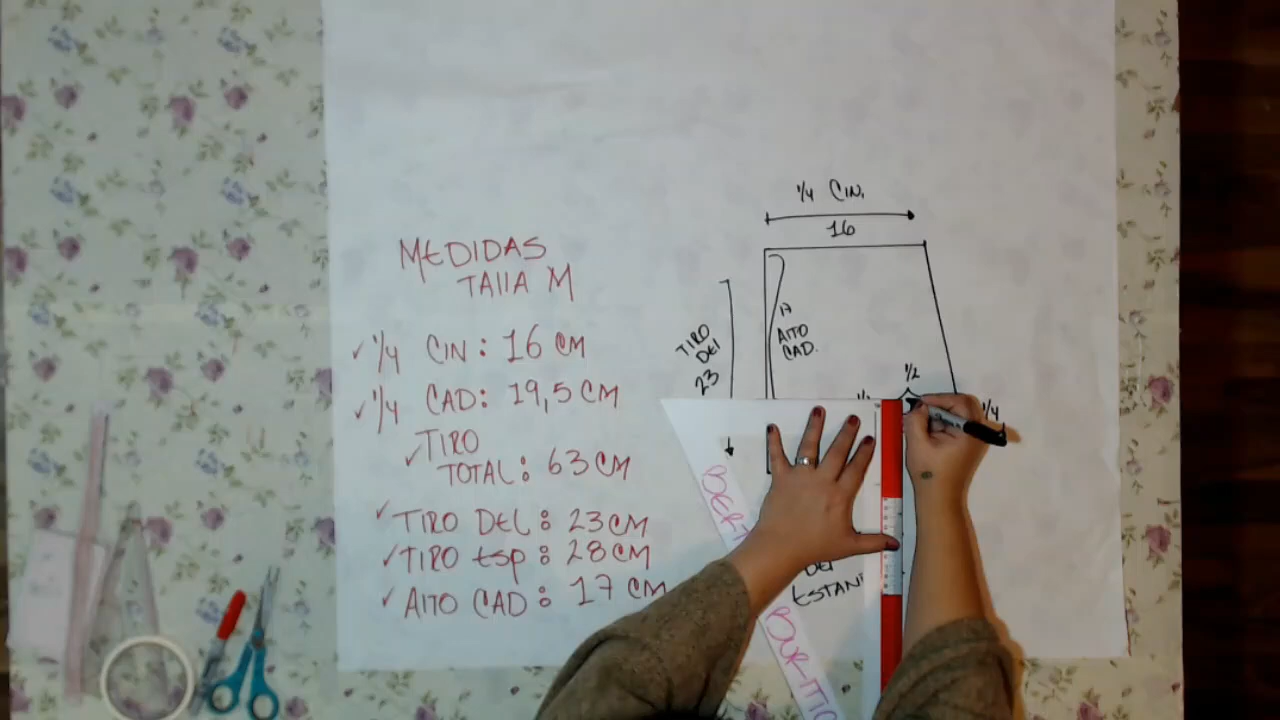 MEDIDAS
TAllA M
✓ 1/4 CIN: 16 CM
✓ 1/4 CAD: 19,5 CM
✓ TIRO
TOTAL: 63 CM
✓ TIRO DEL: 23 CM
✓ TIRO Esp: 28 CM
✓ AlTO CAD: 17 CM
1/4 CIN.
16
17
AlTO
CAD.
TIRO
DEl
23
1/2
1/4